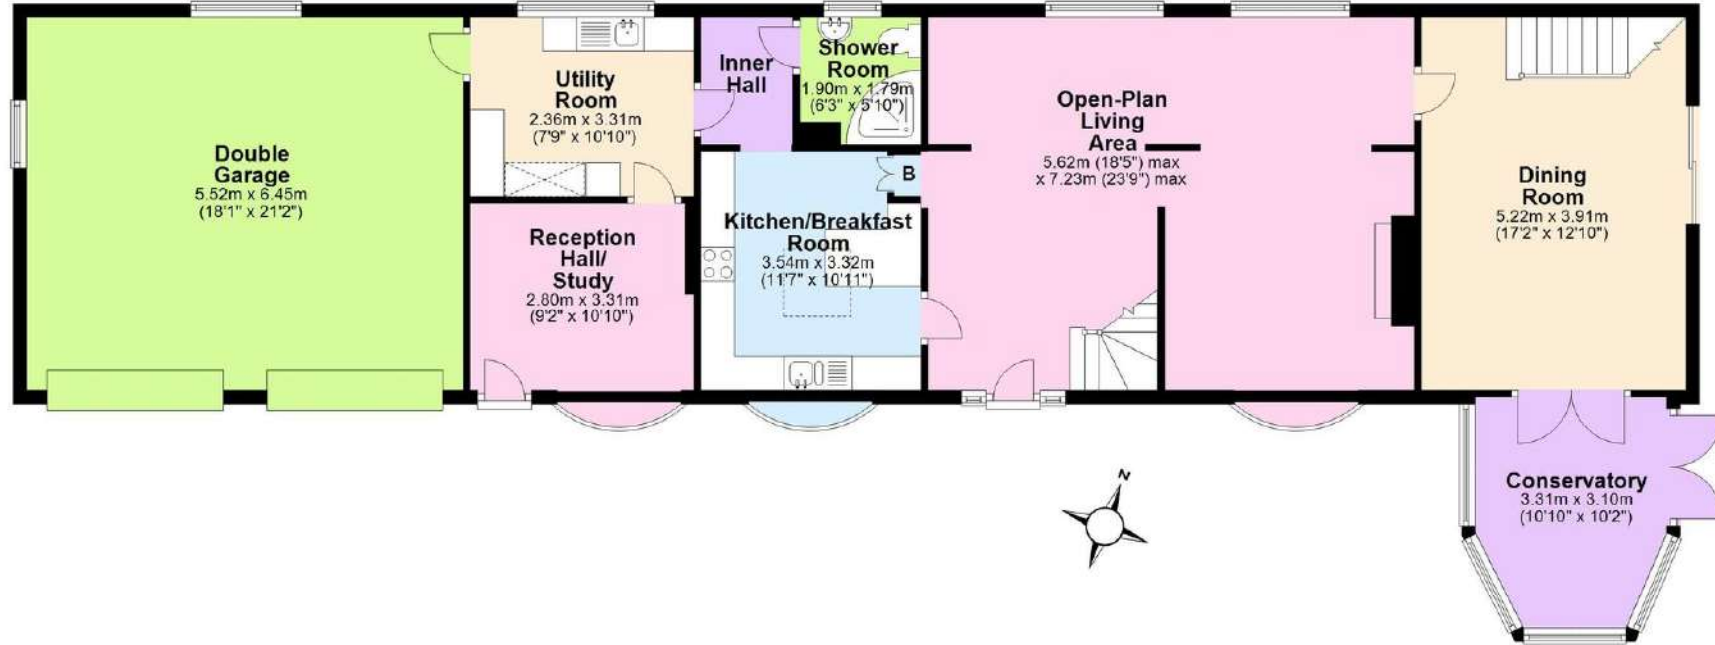 Double
Garage
5.52m x 6.45m
(18'1" x 21'2")
Utility
Room
2.36m x 3.31m
(7'9" x 10'10")
Reception
Hall/
Study
2.80m x 3.31m
(9'2" x 10'10")
Inner
Hall
Shower
Room
1.90m x 1.79m
(6'3" x 5'10")
B
Kitchen/Breakfast
Room
3.54m x 3.32m
(11'7" x 10'11")
Open-Plan
Living
Area
5.62m (18'5") max
x 7.23m (23'9") max
Dining
Room
5.22m x 3.91m
(17'2" x 12'10")
Conservatory
3.31m x 3.10m
(10'10" x 10'2")
N